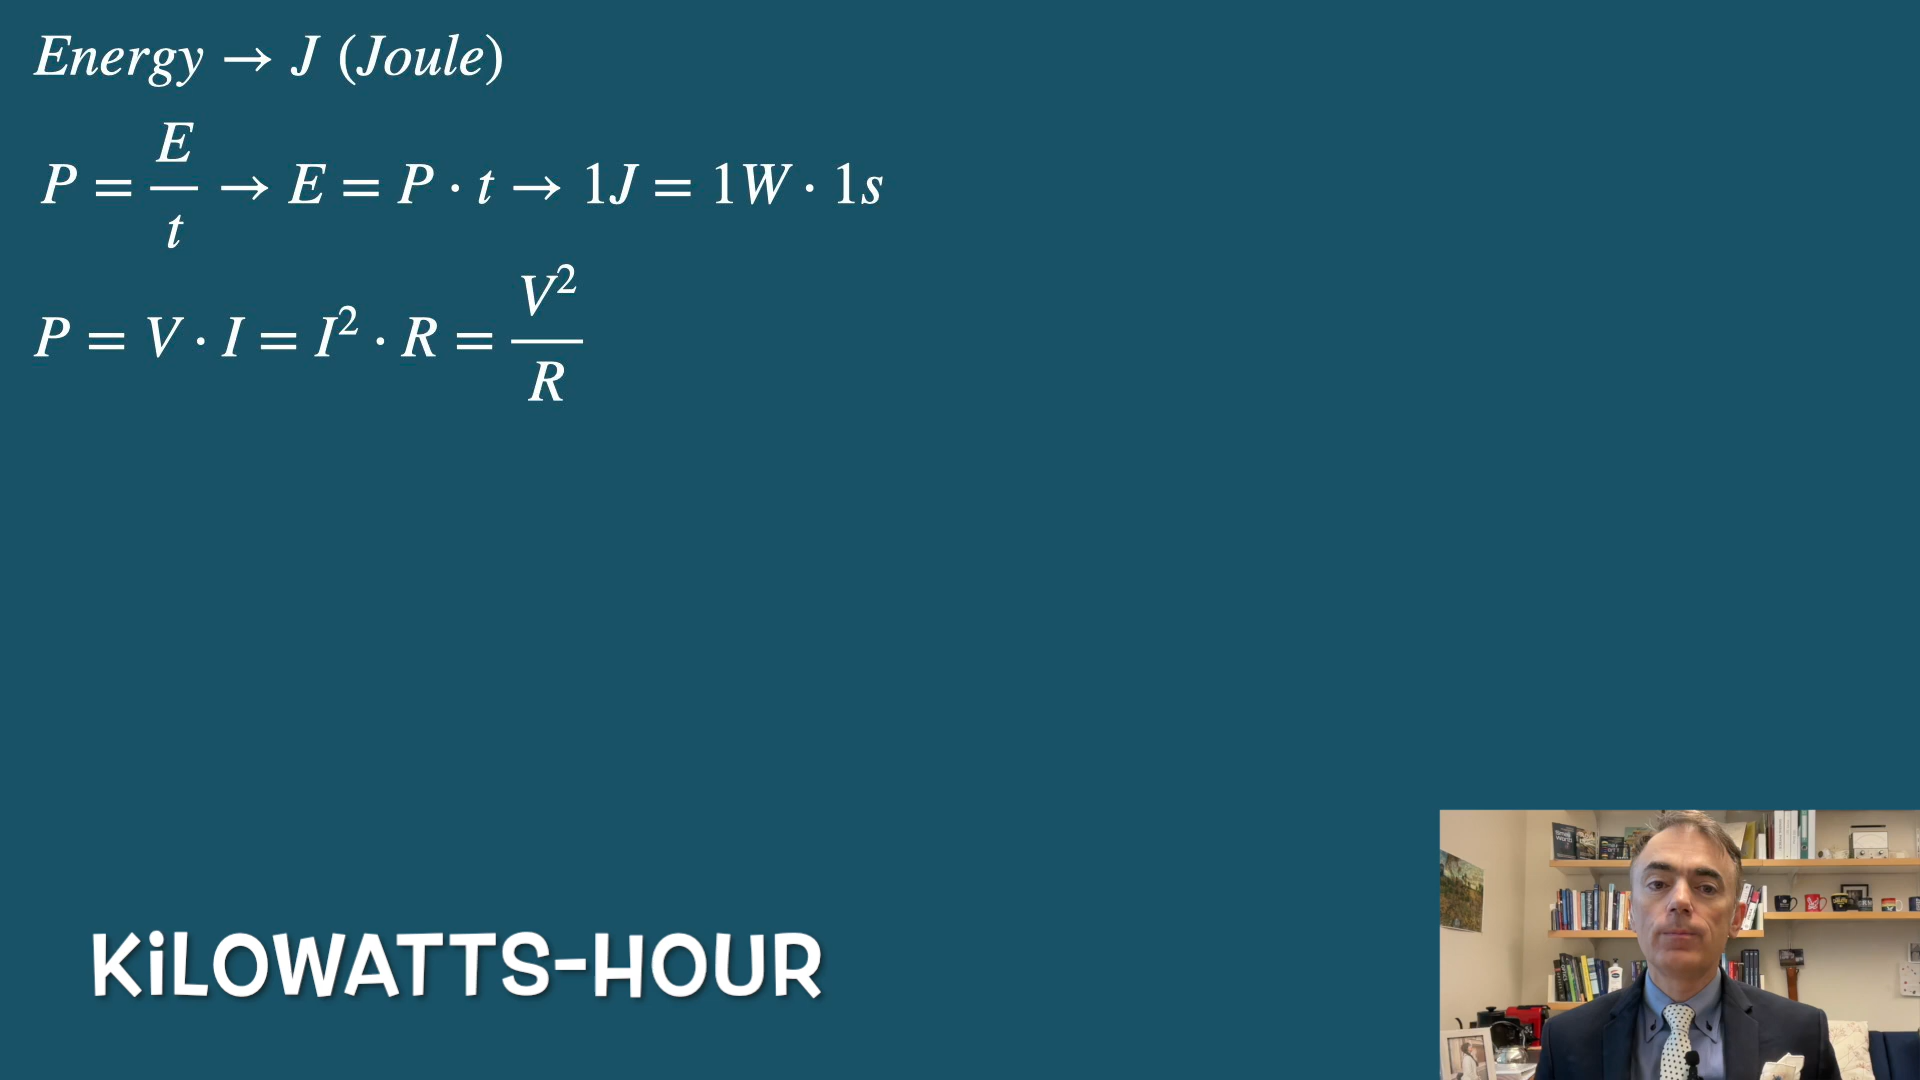 Energy → J (Joule)
P = E/t → E = P · t → 1J = 1W · 1s
P = V · I = I² · R = V²/R
KiLOWATTS-HOUR